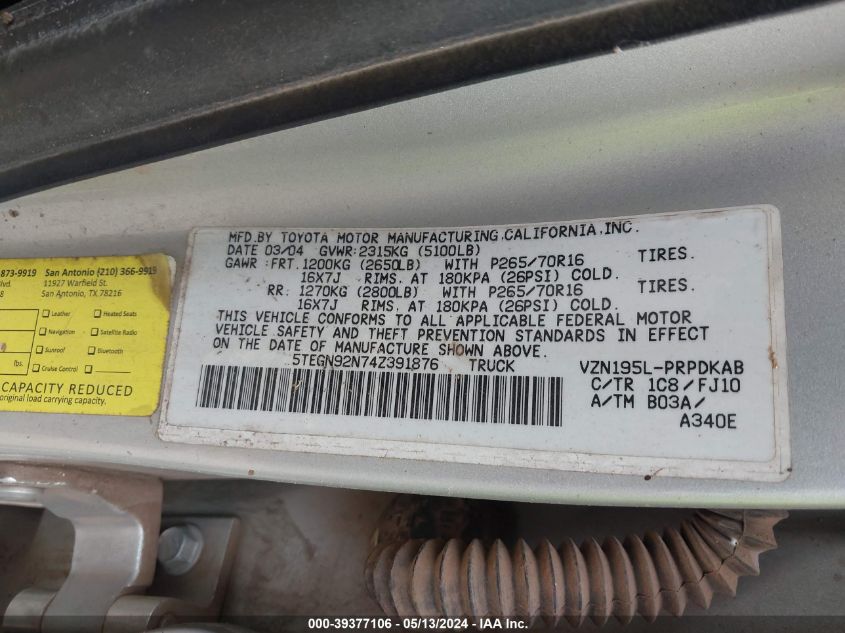 MFD.BY TOYOTA MOTOR MANUFACTURING,CALIFORNIA,INC.
DATE 03/04 GVWR:2315KG (5100LB)
GAWR:FRT.1200KG (2650LB) WITH P265/70R16 TIRES.
16X7J RIMS. AT 180KPA (26PSI) COLD.
RR: 1270KG (2800LB) WITH P265/70R16 TIRES.
16X7J RIMS. AT 180KPA (26PSI) COLD.
THIS VEHICLE CONFORMS TO ALL APPLICABLE FEDERAL MOTOR
VEHICLE SAFETY AND THEFT PREVENTION STANDARDS IN EFFECT
ON THE DATE OF MANUFACTURE SHOWN ABOVE.
5TEGN92N74Z391876 TRUCK
VZN195L-PRPDKAB
C/TR 1C8/FJ10
A/TM B03A/
A340E
873-9919 San Antonio (210) 366-9919
lvd. 11927 Warfield St.
8 San Antonio, TX 78216
Leather Heated Seats
Navigation Satellite Radio
Sunroof Bluetooth
lbs.
CAPACITY REDUCED
original load carrying capacity.
000-39377106 - 05/13/2024 - IAA Inc.